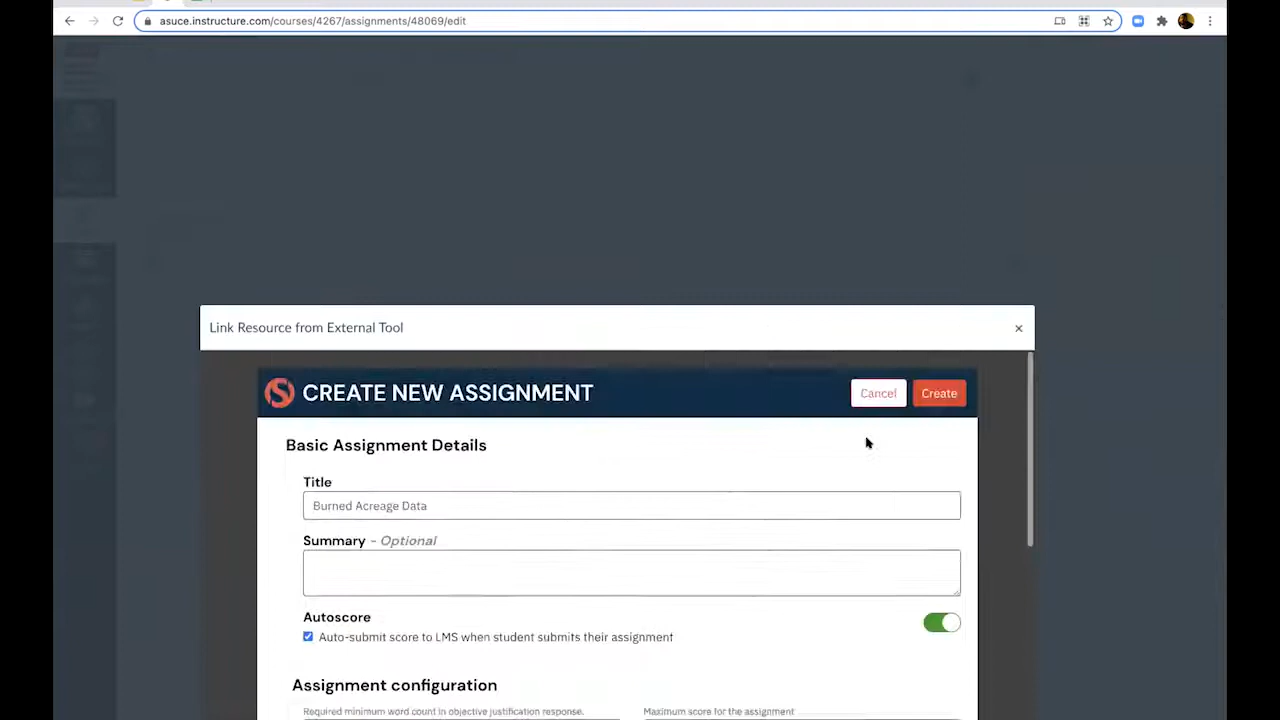 asuce.instructure.com/courses/4267/assignments/48069/edit
Link Resource from External Tool
×
CREATE NEW ASSIGNMENT
Cancel
Create
Basic Assignment Details
Title
Burned Acreage Data
Summary - Optional
Autoscore
Auto-submit score to LMS when student submits their assignment
Assignment configuration
Required minimum word count in objective justification response.
Maximum score for the assignment